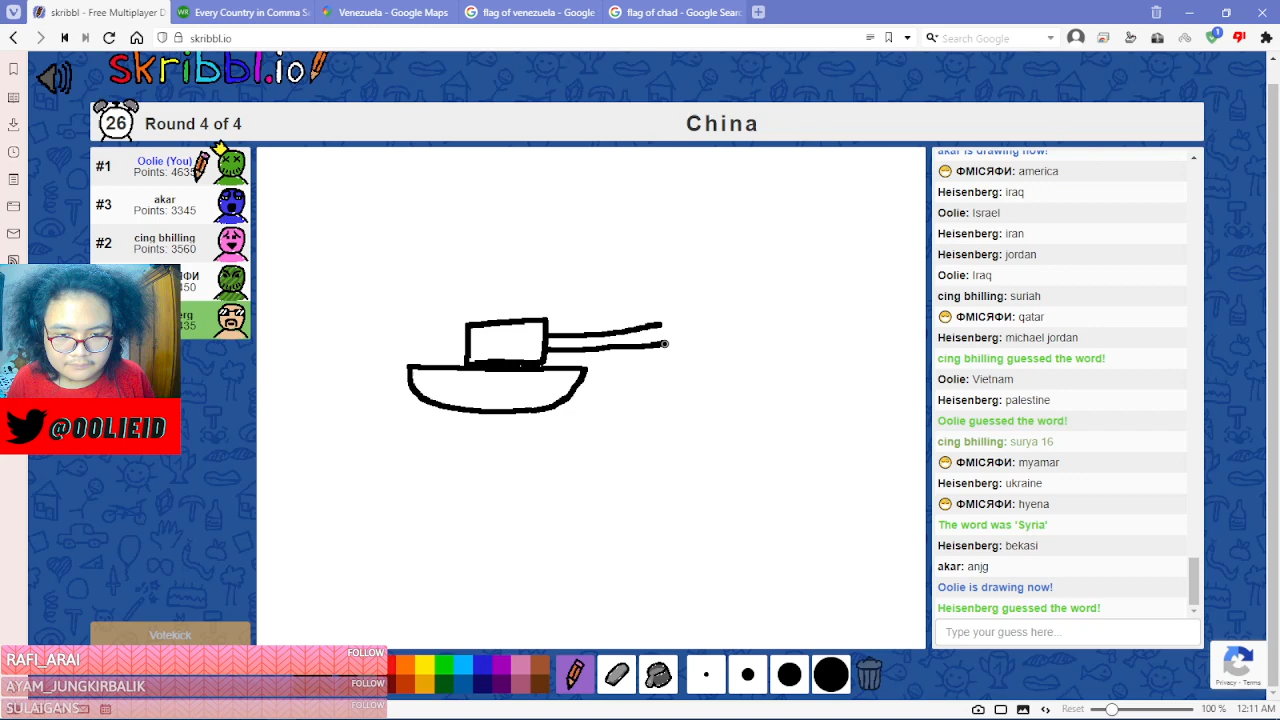 skribbl - Free Multiplayer D
Every Country in Comma S
Venezuela - Google Maps
flag of venezuela - Google
flag of chad - Google Searc
skribbl.io
Search Google
1
skribbl.io
26
Round 4 of 4
China
#1
Oolie (You)
Points: 4635
#3
akar
Points: 3345
#2
cing bhilling
Points: 3560
@OOLIEID
Votekick
RAFI_ARAI
FOLLOW
AYAM_JUNGKIRBALIK
FOLLOW
SULAIGANS
FOLLOW
akar is drawing now!
ФМІСЯФИ: america
Heisenberg: iraq
Oolie: Israel
Heisenberg: iran
Heisenberg: jordan
Oolie: Iraq
cing bhilling: suriah
ФМІСЯФИ: qatar
Heisenberg: michael jordan
cing bhilling guessed the word!
Oolie: Vietnam
Heisenberg: palestine
Oolie guessed the word!
cing bhilling: surya 16
ФМІСЯФИ: myamar
Heisenberg: ukraine
ФМІСЯФИ: hyena
The word was 'Syria'
Heisenberg: bekasi
akar: anjg
Oolie is drawing now!
Heisenberg guessed the word!
Type your guess here...
Privacy - Terms
Reset
100 %
12:11 AM